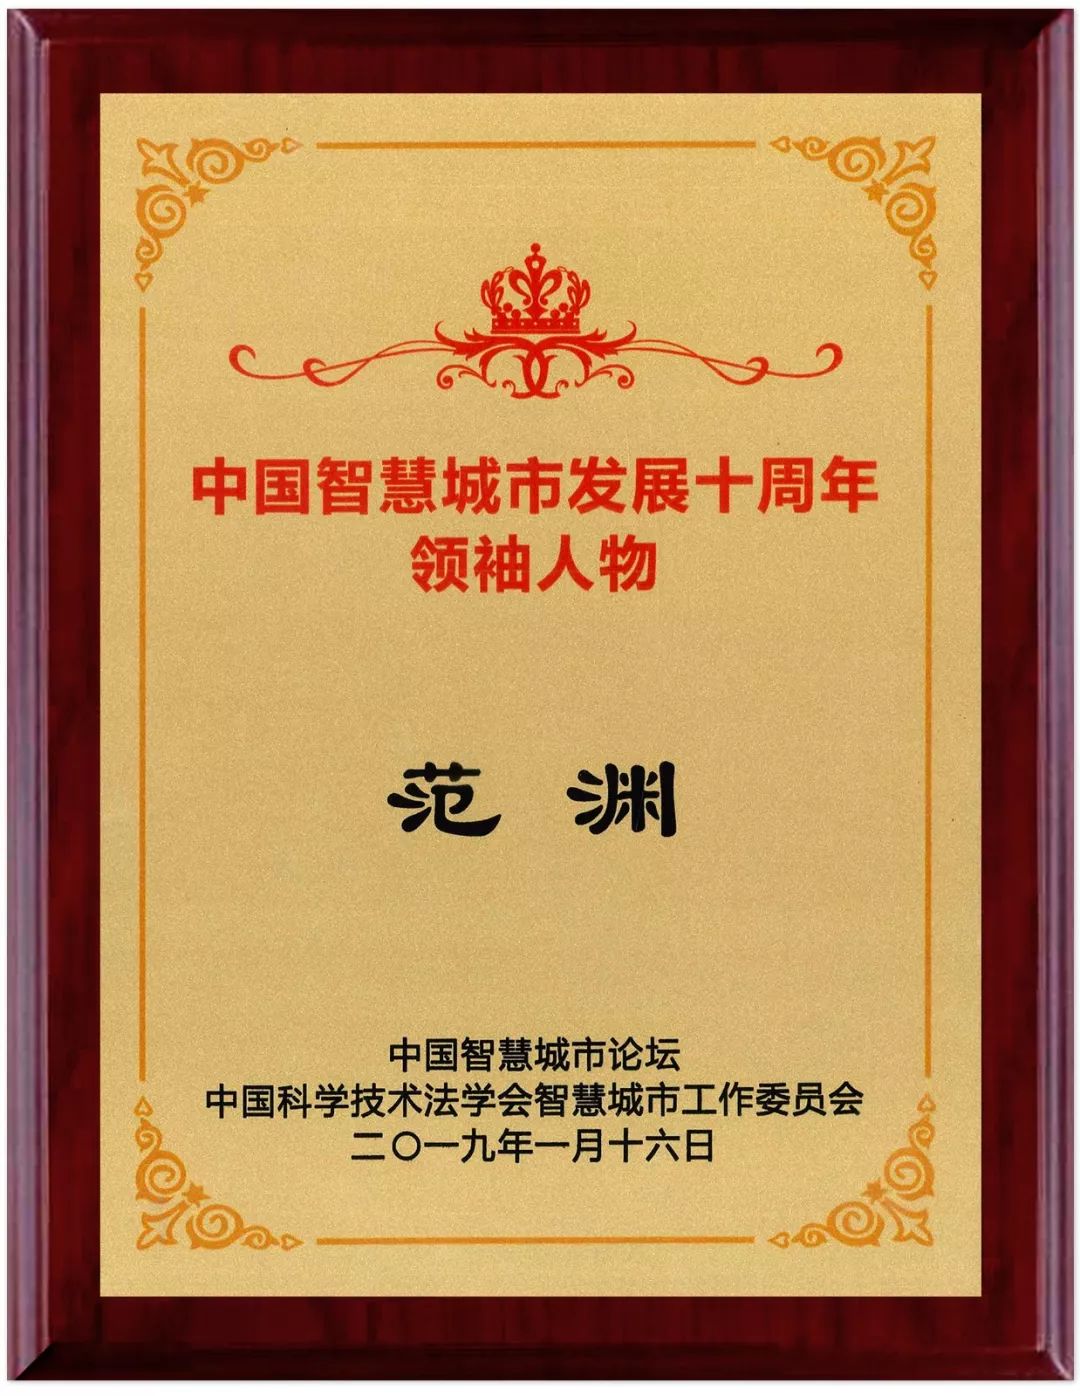 中国智慧城市发展十周年
领袖人物
范渊
中国智慧城市论坛
中国科学技术法学会智慧城市工作委员会
二〇一九年一月十六日